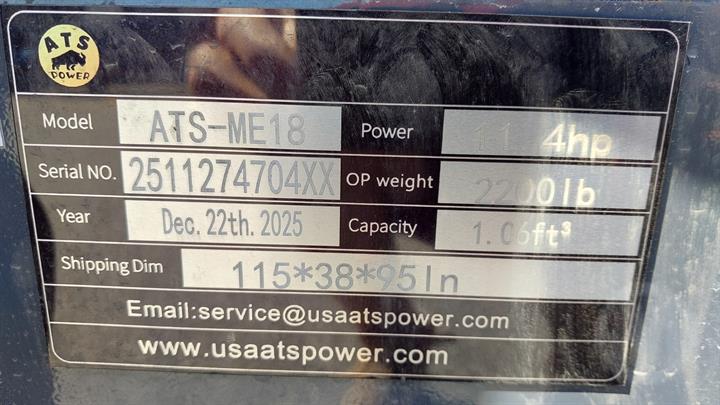 ATS
POWER
Model ATS-ME18 Power 11.4hp
Serial NO. 2511274704XX OP weight 2200lb
Year Dec. 22th. 2025 Capacity 1.06ft³
Shipping Dim 115*38*95In
Email:service@usaatspower.com
www.usaatspower.com